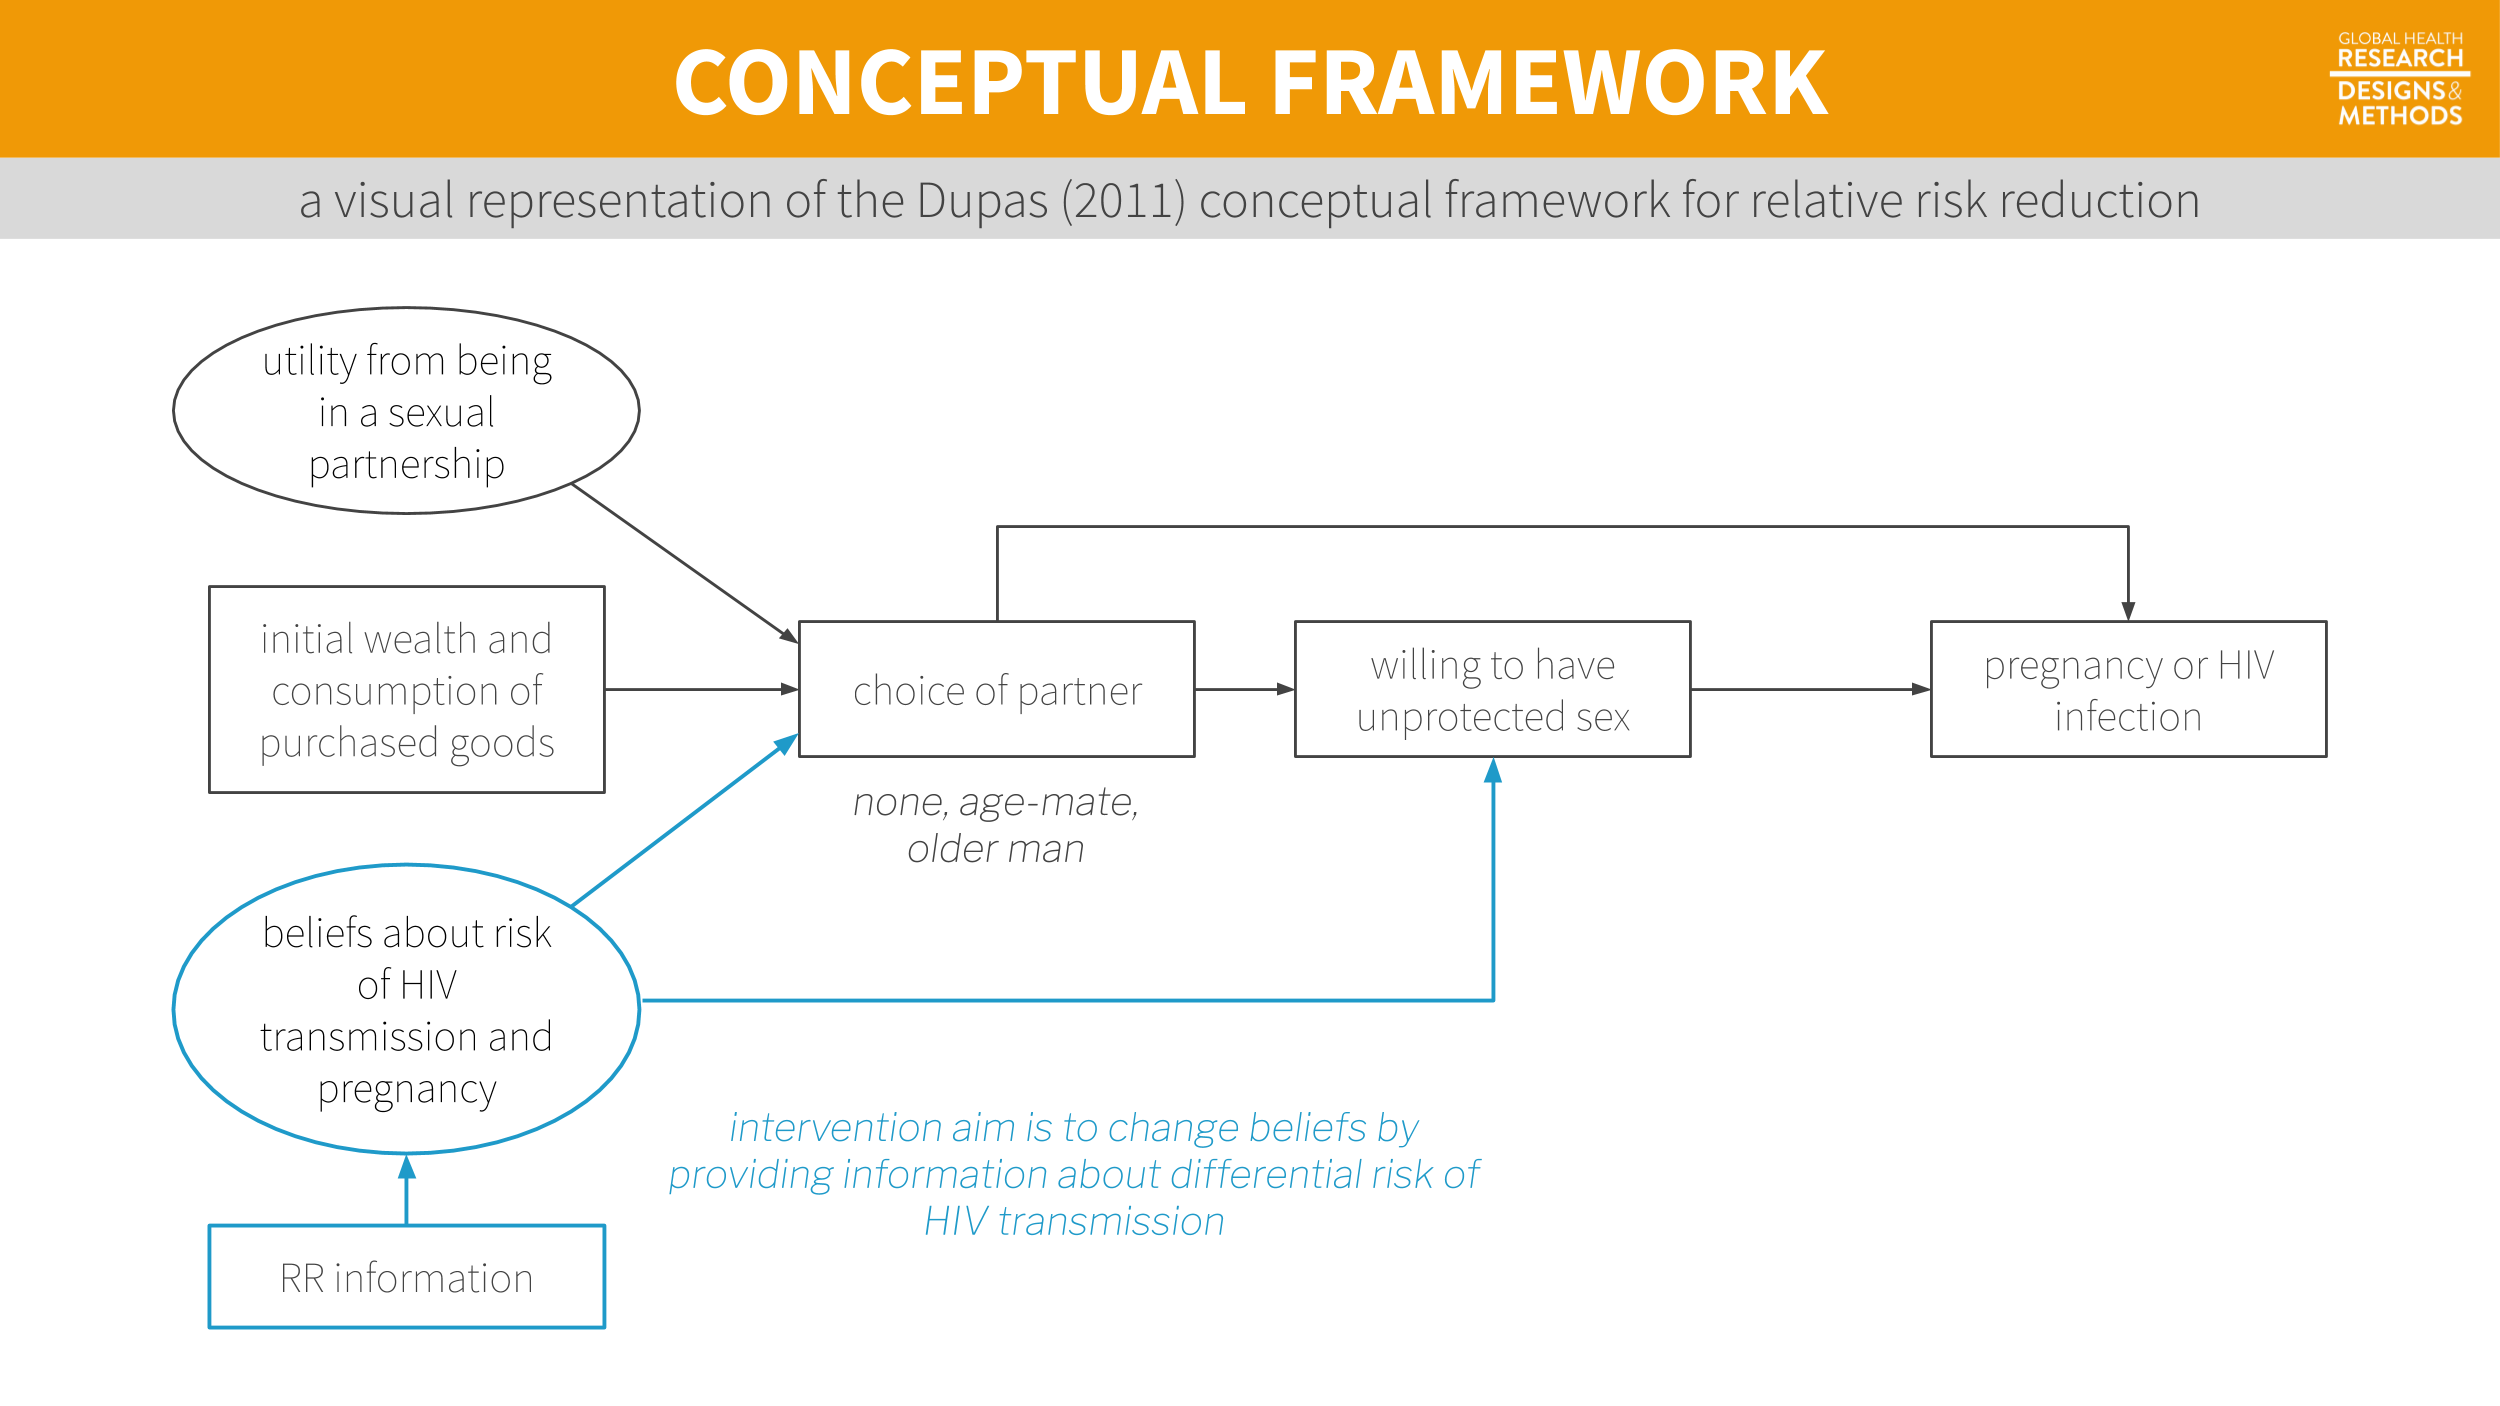 CONCEPTUAL FRAMEWORK
GLOBAL HEALTH
RESEARCH
DESIGNS &
METHODS
a visual representation of the Dupas (2011) conceptual framework for relative risk reduction
utility from being
in a sexual
partnership
initial wealth and
consumption of
purchased goods
choice of partner
none, age-mate,
older man
willing to have
unprotected sex
pregnancy or HIV
infection
beliefs about risk
of HIV
transmission and
pregnancy
intervention aim is to change beliefs by
providing information about differential risk of
HIV transmission
RR information